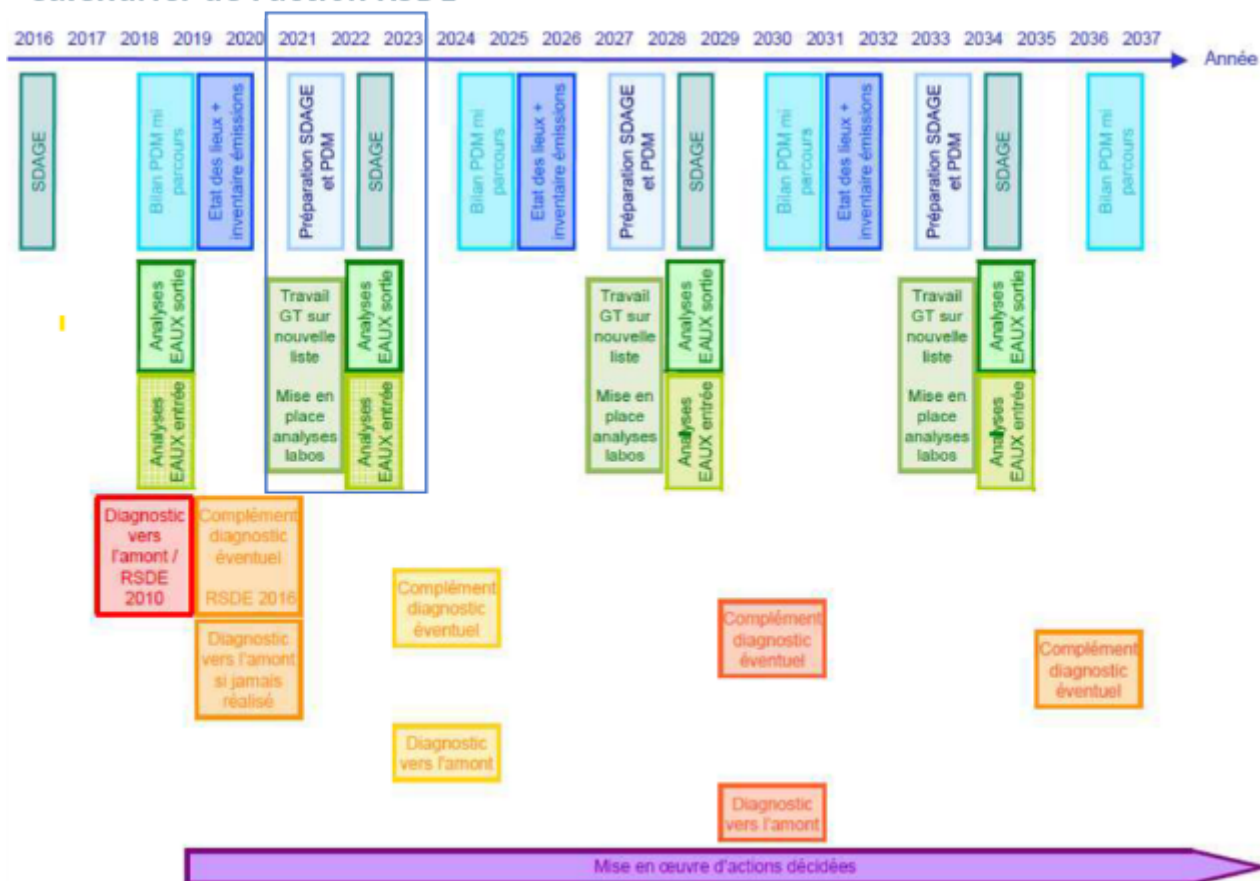 2016 2017 2018 2019 2020 2021 2022 2023 2024 2025 2026 2027 2028 2029 2030 2031 2032 2033 2034 2035 2036 2037
Année
SDAGE
Bilan PDM mi
parcours
Etat des lieux +
inventaire émissions
Préparation SDAGE
et PDM
SDAGE
Bilan PDM mi
parcours
Etat des lieux +
inventaire émissions
Préparation SDAGE
et PDM
SDAGE
Bilan PDM mi
parcours
Etat des lieux +
inventaire émissions
Préparation SDAGE
et PDM
SDAGE
Bilan PDM mi
parcours
Analyses
EAUX sortie
Travail
GT sur
nouvelle
liste
Mise en
place
analyses
labos
Analyses
EAUX sortie
Travail
GT sur
nouvelle
liste
Mise en
place
analyses
labos
Analyses
EAUX sortie
Travail
GT sur
nouvelle
liste
Mise en
place
analyses
labos
Analyses
EAUX sortie
Analyses
EAUX entrée
Analyses
EAUX entrée
Analyses
EAUX entrée
Analyses
EAUX entrée
Diagnostic
vers
l'amont /
RSDE
2010
Complément
diagnostic
éventuel
RSDE 2016
Diagnostic
vers l'amont
si jamais
réalisé
Complément
diagnostic
éventuel
Complément
diagnostic
éventuel
Complément
diagnostic
éventuel
Diagnostic
vers l'amont
Diagnostic
vers l'amont
Mise en œuvre d'actions décidées